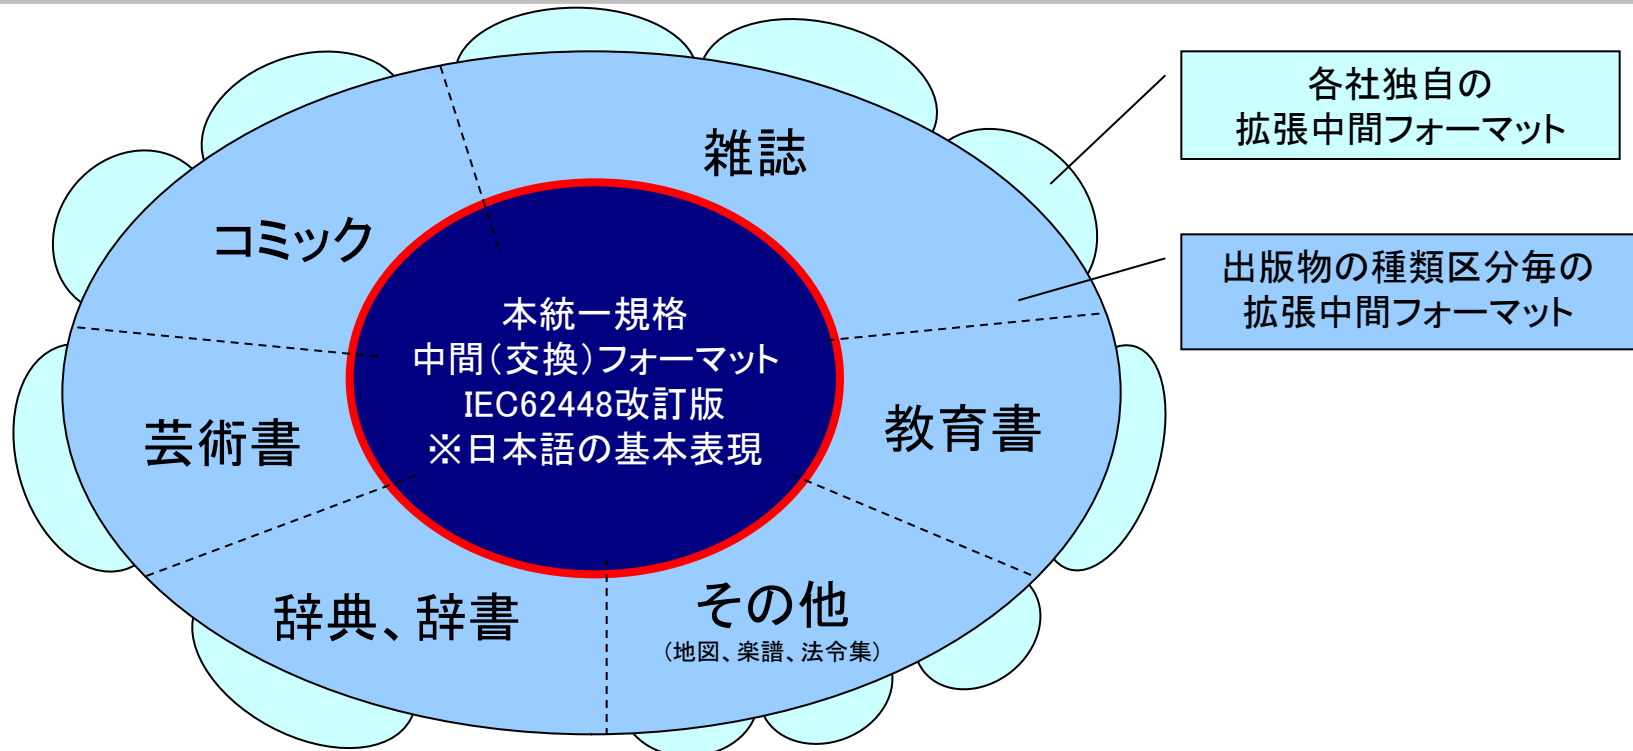 各社独自の
拡張中間フォーマット
雑誌
コミック
出版物の種類区分毎の
拡張中間フォーマット
本統一規格
中間（交換）フォーマット
IEC62448改訂版
※日本語の基本表現
芸術書
教育書
辞典、辞書
その他
（地図、楽譜、法令集）